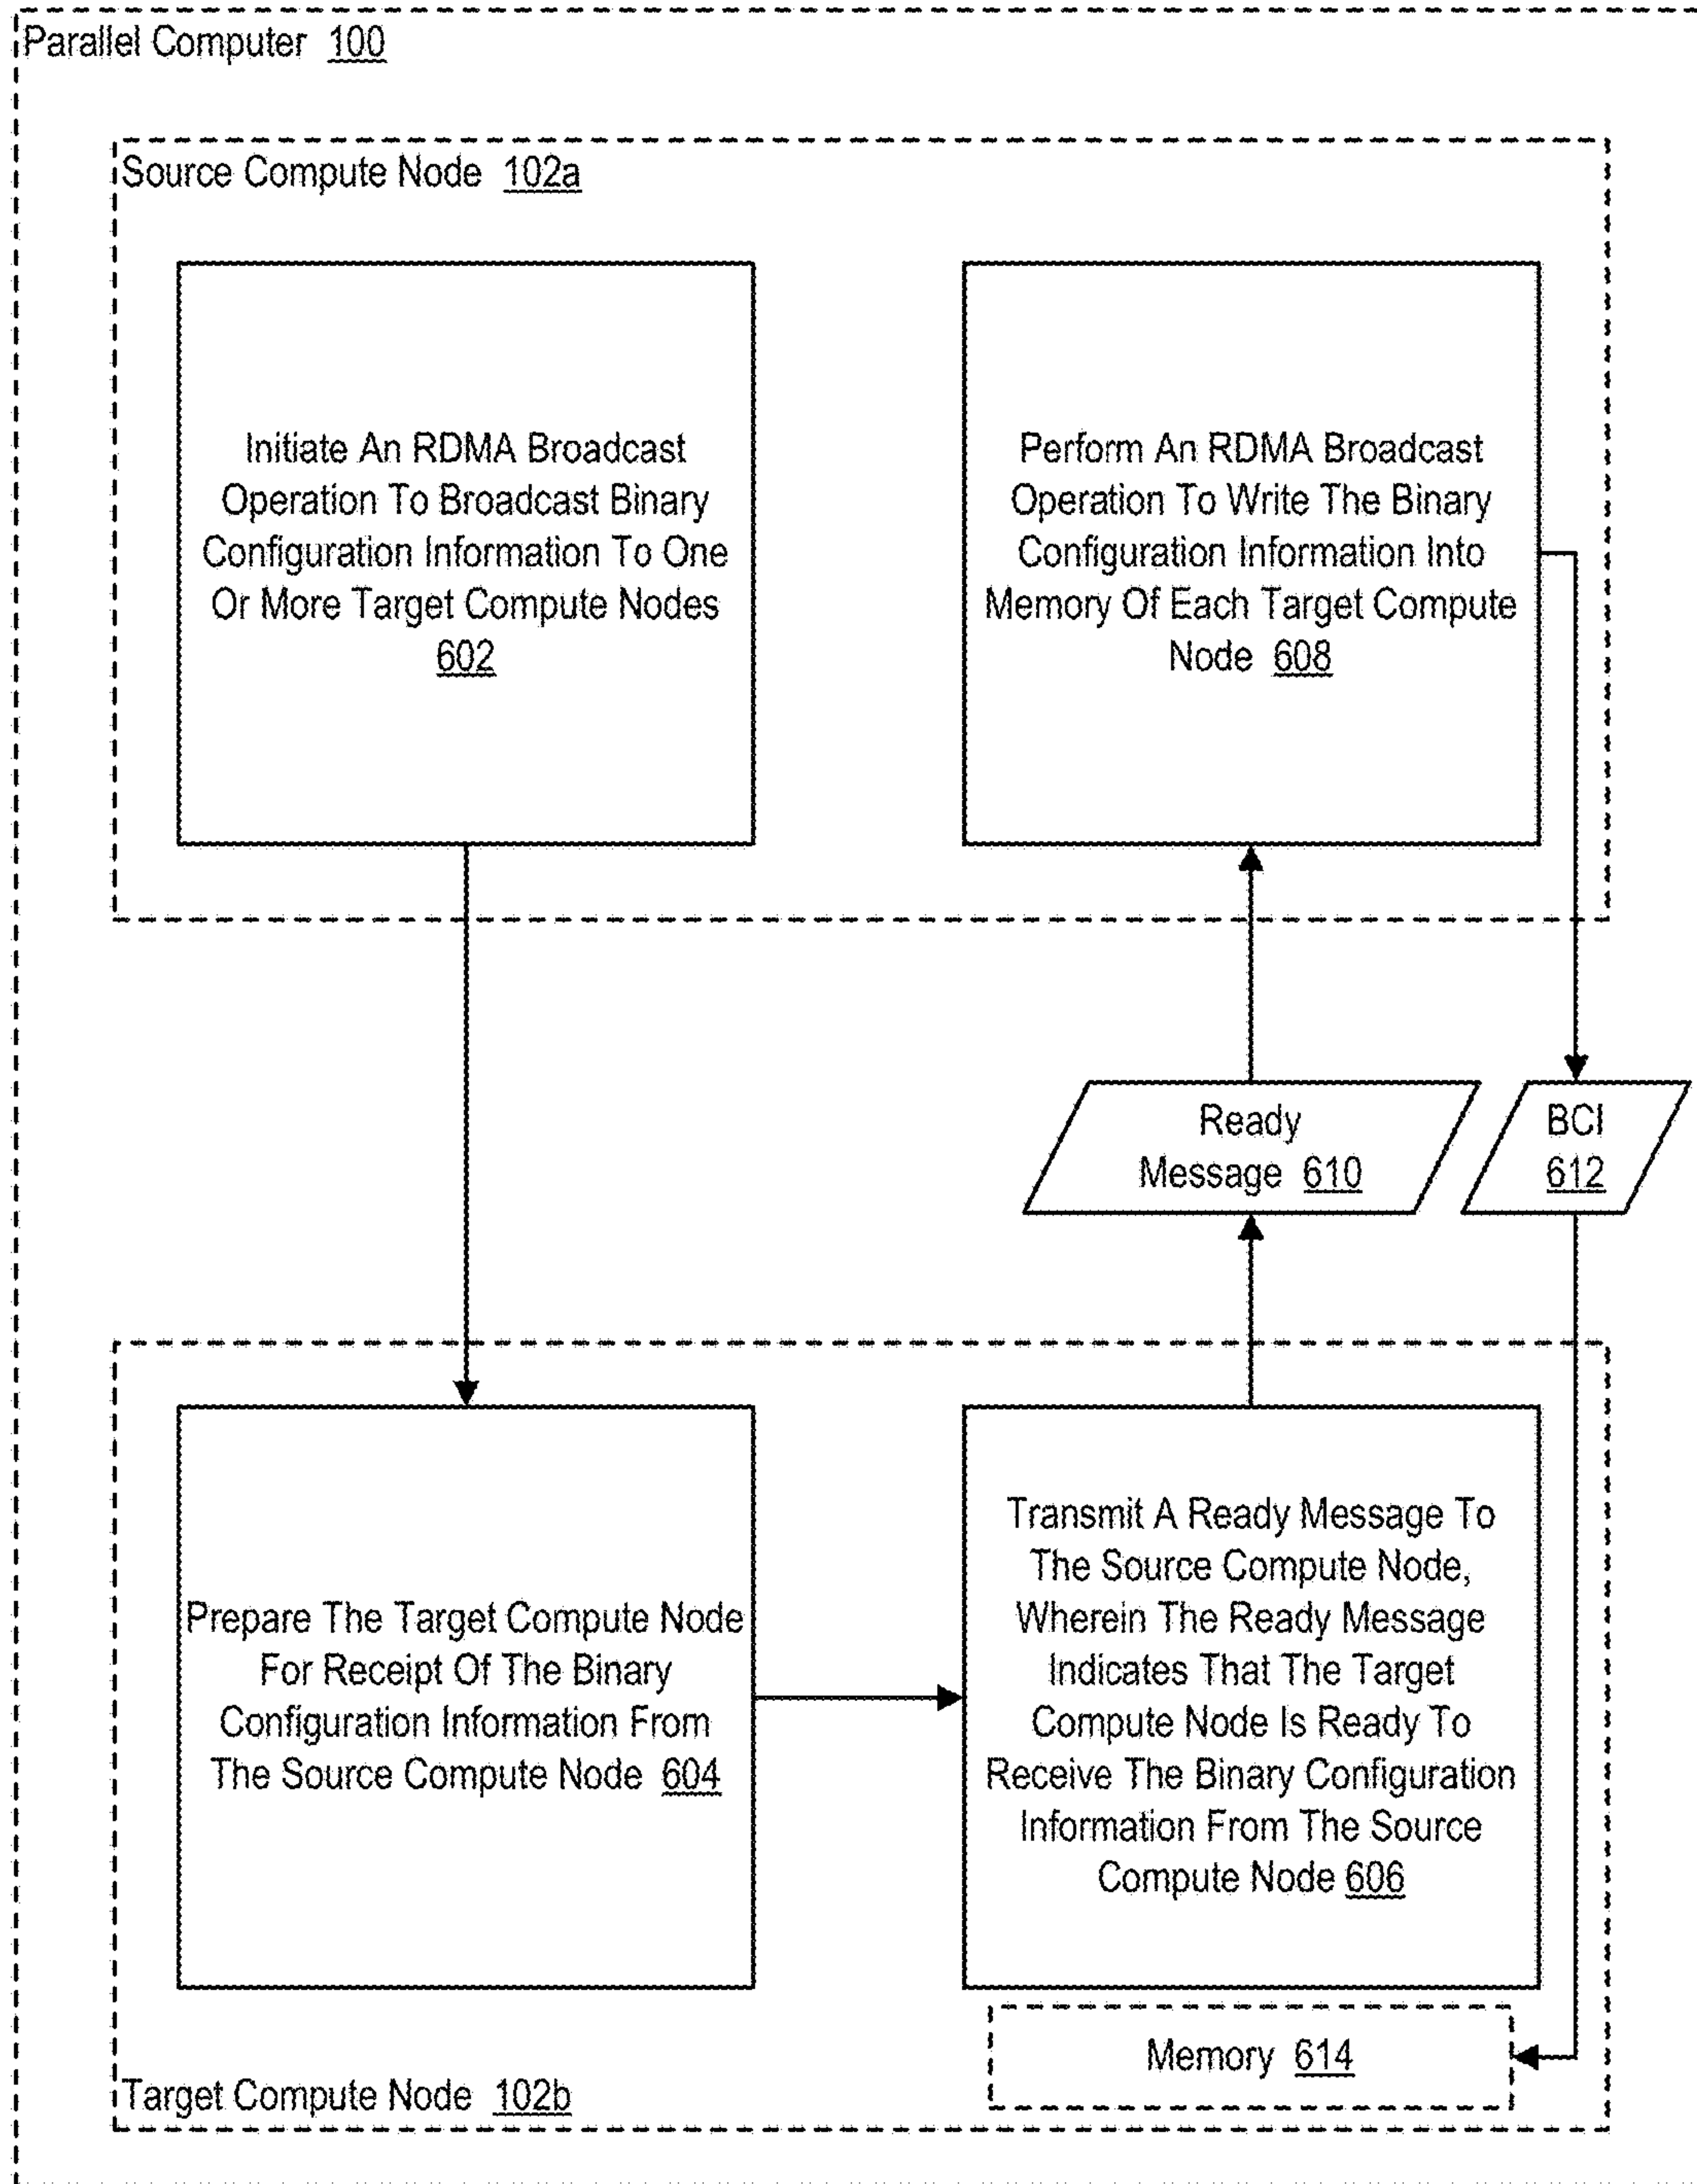 Parallel Computer 100
Source Compute Node 102a
Initiate An RDMA Broadcast
Operation To Broadcast Binary
Configuration Information To One
Or More Target Compute Nodes
602
Perform An RDMA Broadcast
Operation To Write The Binary
Configuration Information Into
Memory Of Each Target Compute
Node 608
Ready
Message 610
BCI
612
Prepare The Target Compute Node
For Receipt Of The Binary
Configuration Information From
The Source Compute Node 604
Transmit A Ready Message To
The Source Compute Node,
Wherein The Ready Message
Indicates That The Target
Compute Node Is Ready To
Receive The Binary Configuration
Information From The Source
Compute Node 606
Memory 614
Target Compute Node 102b